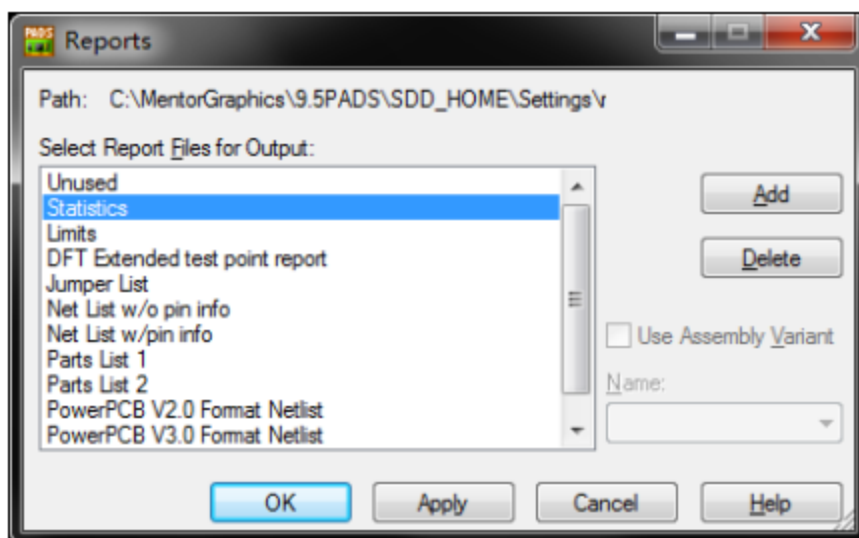 PADS
Reports
Path: C:\MentorGraphics\9.5PADS\SDD_HOME\Settings\r
Select Report Files for Output:
Unused
Statistics
Limits
DFT Extended test point report
Jumper List
Net List w/o pin info
Net List w/pin info
Parts List 1
Parts List 2
PowerPCB V2.0 Format Netlist
PowerPCB V3.0 Format Netlist
Add
Delete
Use Assembly Variant
Name:
OK Apply Cancel Help